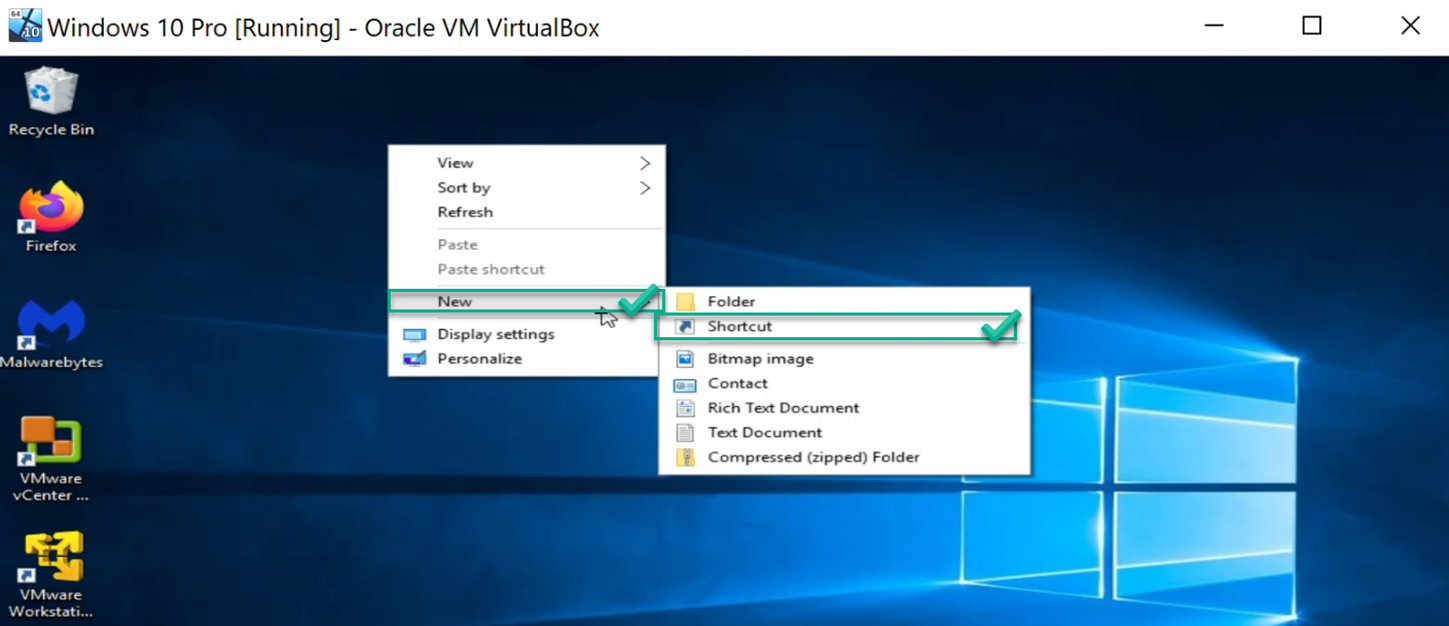 64
10
Windows 10 Pro [Running] - Oracle VM VirtualBox
Recycle Bin
Firefox
Malwarebytes
VMware
vCenter ...
VMware
Workstati...
View
Sort by
Refresh
Paste
Paste shortcut
New
Display settings
Personalize
Folder
Shortcut
Bitmap image
Contact
Rich Text Document
Text Document
Compressed (zipped) Folder